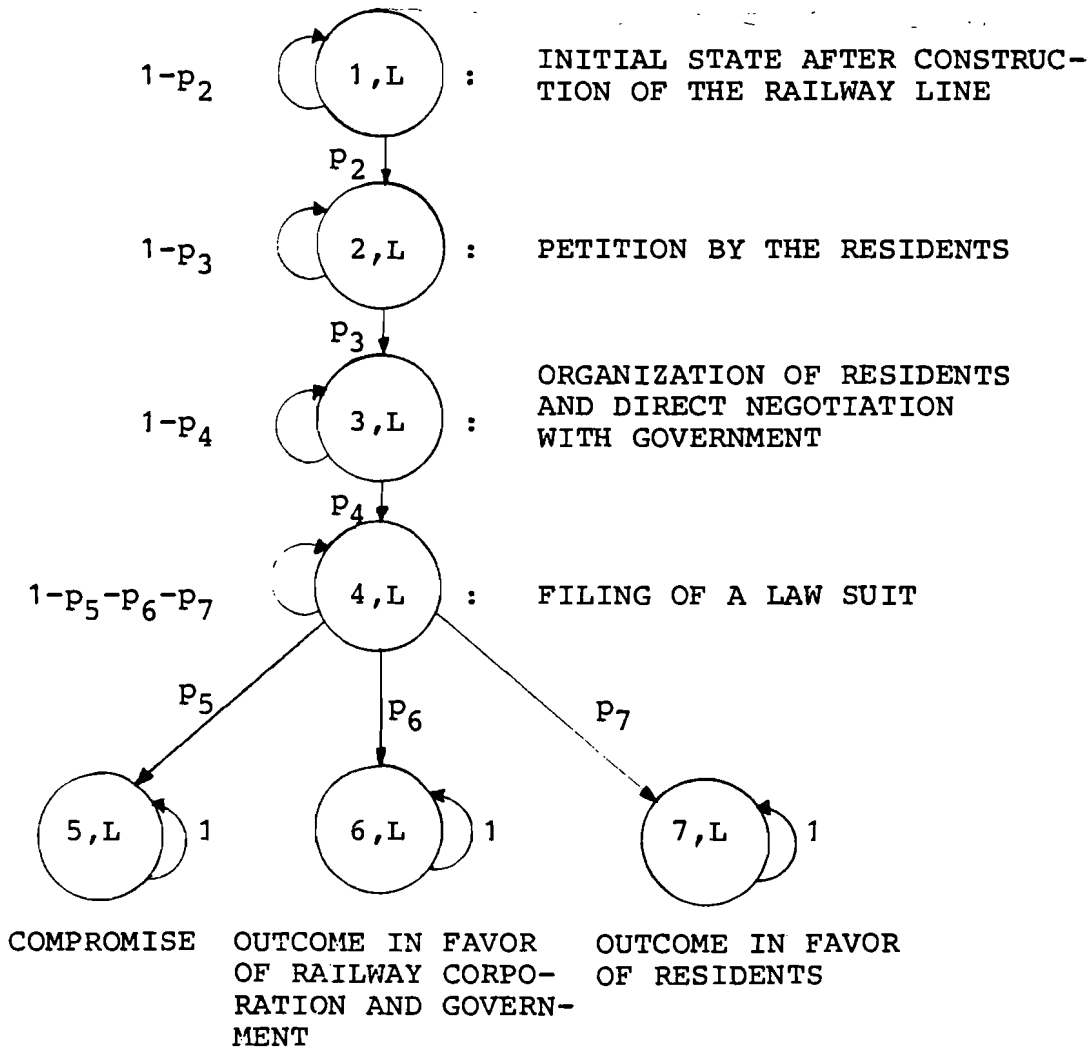 1-p₂
1,L : INITIAL STATE AFTER CONSTRUC-
TION OF THE RAILWAY LINE
p₂
1-p₃
2,L : PETITION BY THE RESIDENTS
p₃
1-p₄
3,L : ORGANIZATION OF RESIDENTS
AND DIRECT NEGOTIATION
WITH GOVERNMENT
p₄
1-p₅-p₆-p₇
4,L : FILING OF A LAW SUIT
p₅
p₆
p₇
5,L
1
6,L
1
7,L
1
COMPROMISE
OUTCOME IN FAVOR
OF RAILWAY CORPO-
RATION AND GOVERN-
MENT
OUTCOME IN FAVOR
OF RESIDENTS